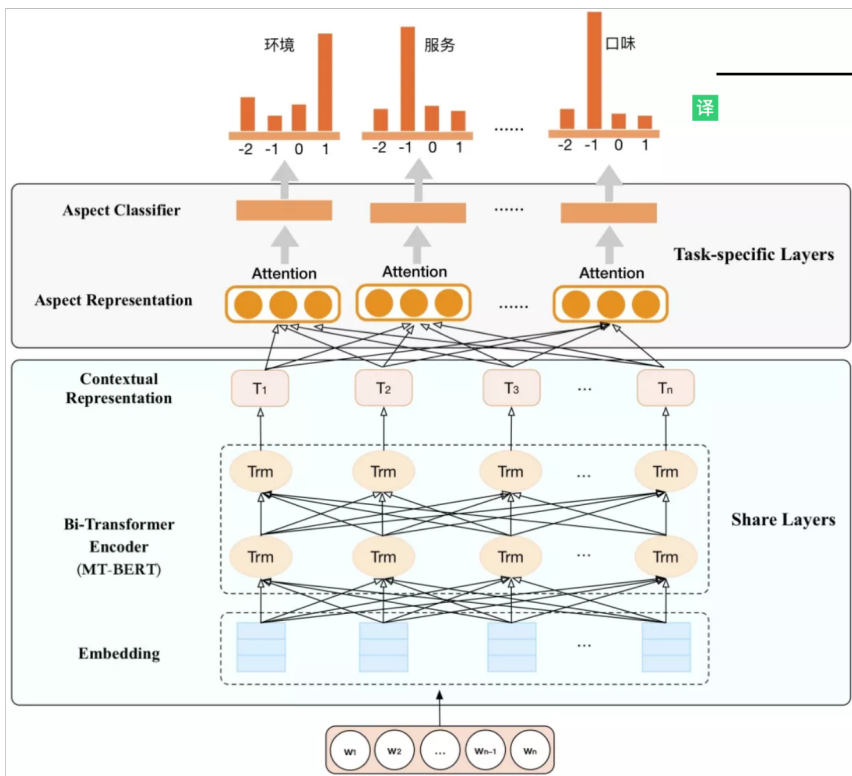 环境
服务
口味
译
-2 -1 0 1
-2 -1 0 1
......
-2 -1 0 1
Aspect Classifier
......
Task-specific Layers
Attention
Attention
Attention
Aspect Representation
......
Contextual
Representation
T1
T2
T3
...
Tn
Trm
Trm
Trm
...
Trm
Bi-Transformer
Encoder
(MT-BERT)
Share Layers
Trm
Trm
Trm
...
Trm
Embedding
...
w1
w2
...
wn-1
wn